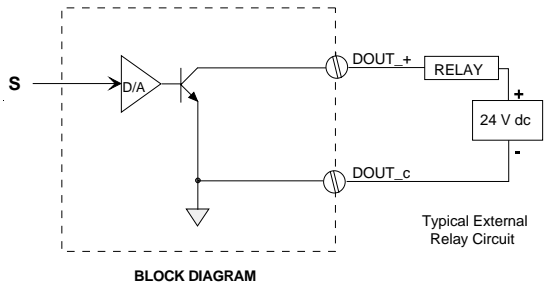 DOUT_+
RELAY
S
D/A
+
24 V dc
-
DOUT_c
Typical External
Relay Circuit
BLOCK DIAGRAM